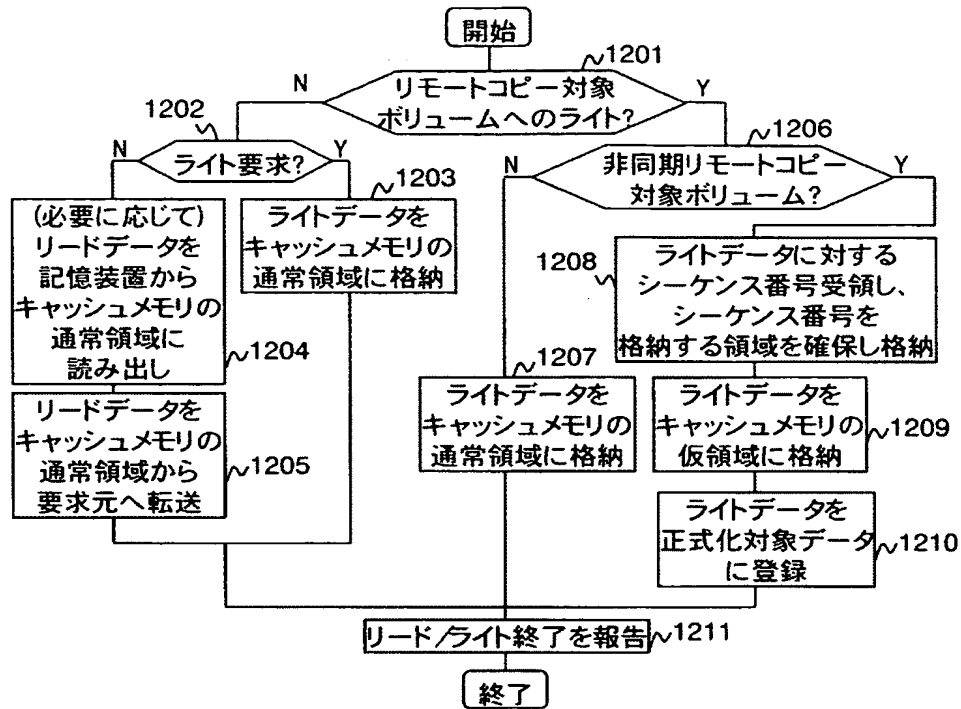 開始
1201
リモートコピー対象
ボリュームへのライト?
N
Y
1202
ライト要求?
N
Y
1206
非同期リモートコピー
対象ボリューム?
N
Y
1203
ライトデータを
キャッシュメモリの
通常領域に格納
(必要に応じて)
リードデータを
記憶装置から
キャッシュメモリの
通常領域に
読み出し
1204
リードデータを
キャッシュメモリの
通常領域から
要求元へ転送
1205
1207
ライトデータを
キャッシュメモリの
通常領域に格納
1208
ライトデータに対する
シーケンス番号受領し、
シーケンス番号を
格納する領域を確保し格納
ライトデータを
キャッシュメモリの
仮領域に格納
1209
ライトデータを
正式化対象データ
に登録
1210
リード/ライト終了を報告
1211
終了